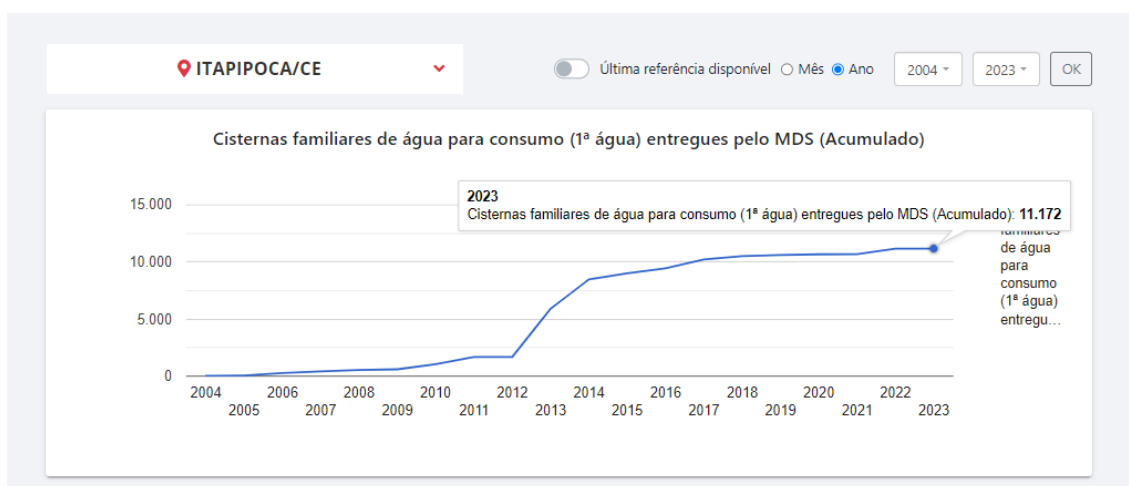 ITAPIPOCA/CE
Última referência disponível Mês Ano 2004 2023 OK
Cisternas familiares de água para consumo (1ª água) entregues pelo MDS (Acumulado)
2023
Cisternas familiares de água para consumo (1ª água) entregues pelo MDS (Acumulado): 11.172
15.000
10.000
5.000
0
familiares
de água
para
consumo
(1ª água)
entregu...
2004 2006 2008 2010 2012 2014 2016 2018 2020 2022
2005 2007 2009 2011 2013 2015 2017 2019 2021 2023